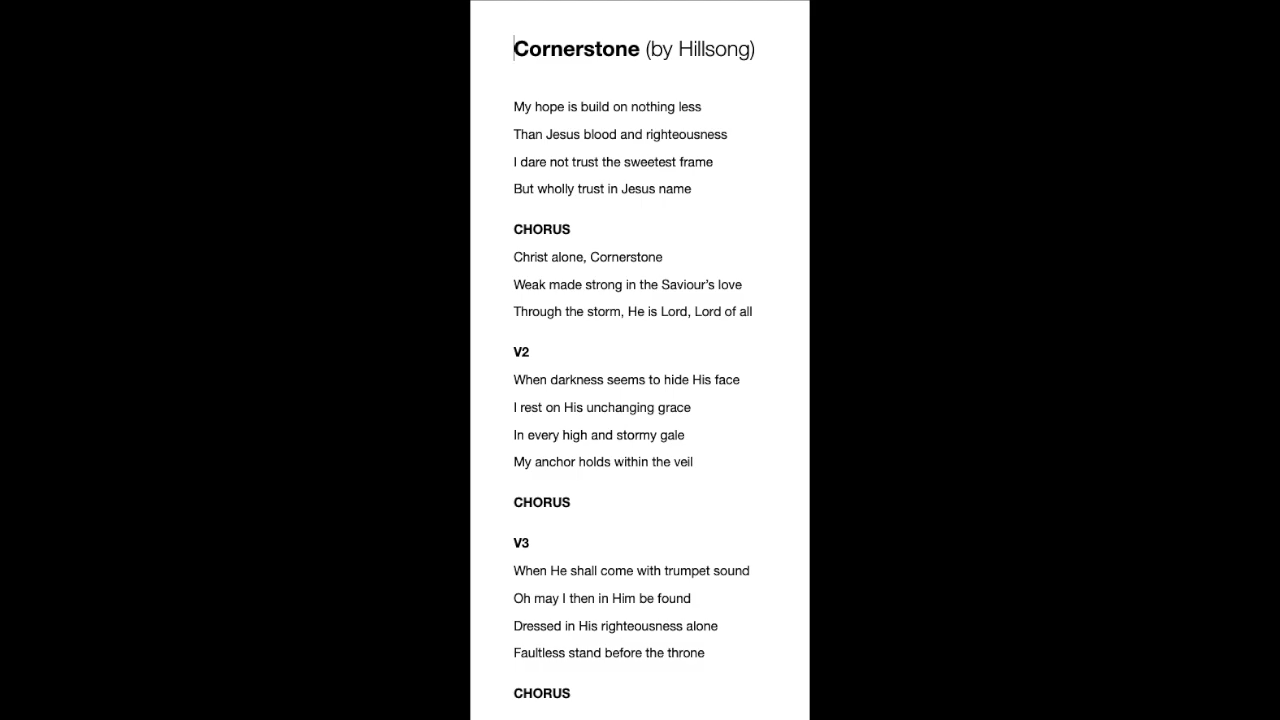 Cornerstone (by Hillsong)
My hope is build on nothing less
Than Jesus blood and righteousness
I dare not trust the sweetest frame
But wholly trust in Jesus name
CHORUS
Christ alone, Cornerstone
Weak made strong in the Saviour’s love
Through the storm, He is Lord, Lord of all
V2
When darkness seems to hide His face
I rest on His unchanging grace
In every high and stormy gale
My anchor holds within the veil
CHORUS
V3
When He shall come with trumpet sound
Oh may I then in Him be found
Dressed in His righteousness alone
Faultless stand before the throne
CHORUS